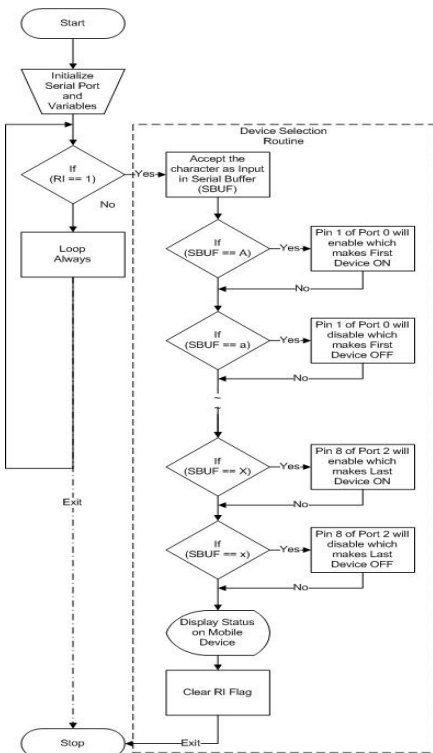 Start
Initialize
Serial Port
and
Variables
If
(RI == 1)
Yes
No
Loop
Always
Exit
Stop
Device Selection
Routine
Accept the
character as Input
in Serial Buffer
(SBUF)
If
(SBUF == A)
Yes
Pin 1 of Port 0 will
enable which
makes First
Device ON
No
If
(SBUF == a)
Yes
Pin 1 of Port 0 will
disable which
makes First
Device OFF
No
~
~
If
(SBUF == X)
Yes
Pin 8 of Port 2 will
enable which
makes Last
Device ON
No
If
(SBUF == x)
Yes
Pin 8 of Port 2 will
disable which
makes Last
Device OFF
No
Display Status
on Mobile
Device
Clear RI Flag
Exit